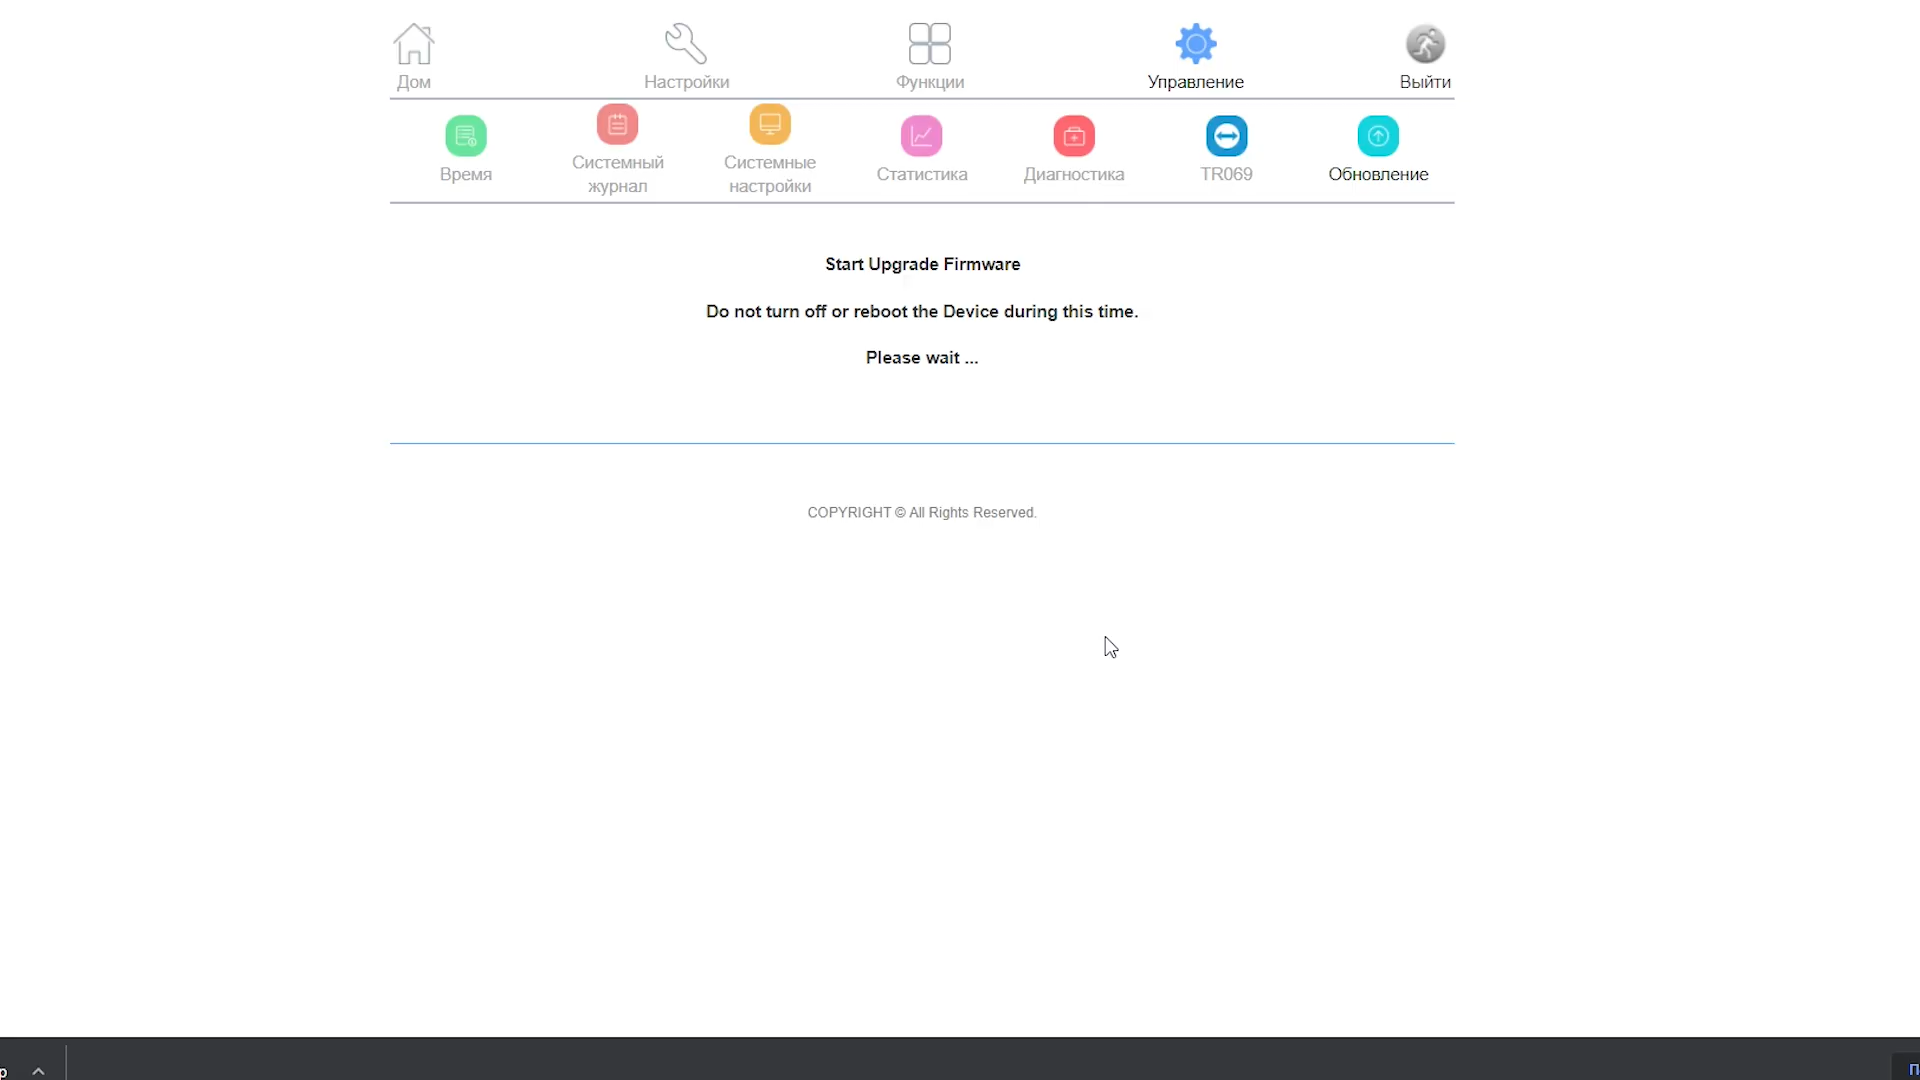 Дом
Настройки
Функции
Управление
Выйти
Время
Системный
журнал
Системные
настройки
Статистика
Диагностика
TR069
Обновление
Start Upgrade Firmware
Do not turn off or reboot the Device during this time.
Please wait ...
COPYRIGHT © All Rights Reserved.